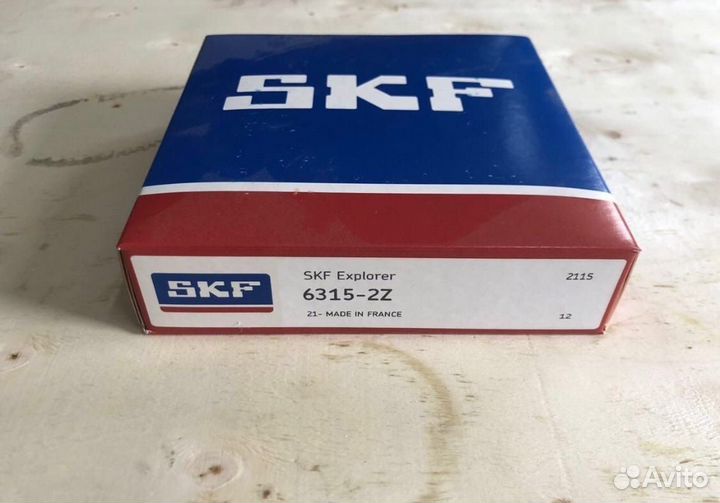 SKF
SKF
SKF Explorer 2115
6315-2Z
21- MADE IN FRANCE 12
Avito